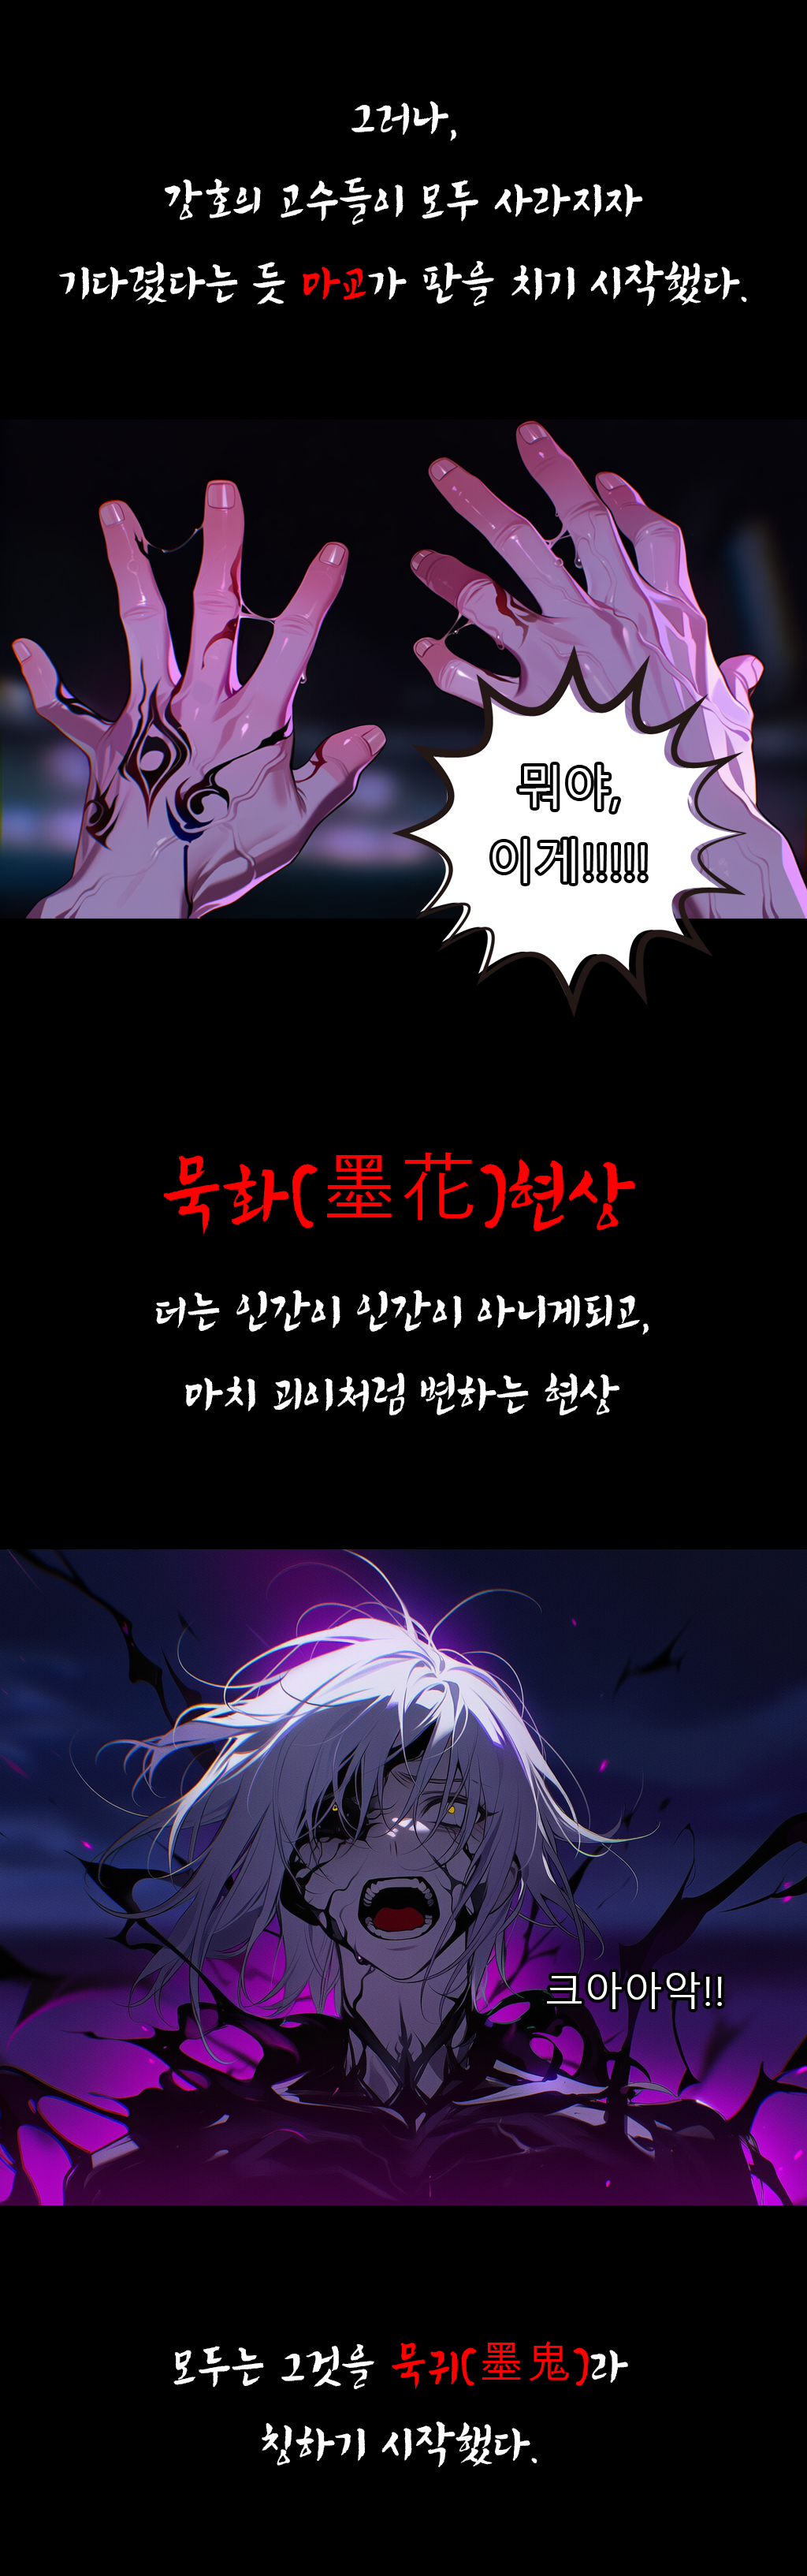 그러나,
강호의 고수들이 모두 사라지자
기다렸다는 듯 마교가 판을 치기 시작했다.
뭐야,
이게!!!!!
묵화(墨花)현상
더는 인간이 인간이 아니게되고,
마치 괴이처럼 변하는 현상
크아아악!!
모두는 그것을 묵귀(墨鬼)라
칭하기 시작했다.